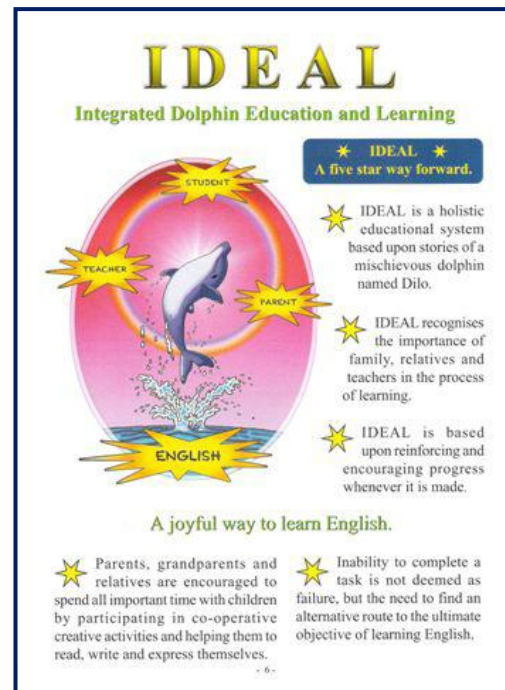 IDEAL
Integrated Dolphin Education and Learning
STUDENT
TEACHER
PARENT
ENGLISH
IDEAL
A five star way forward.
IDEAL is a holistic
educational system
based upon stories of a
mischievous dolphin
named Dilo.
IDEAL recognises
the importance of
family, relatives and
teachers in the process
of learning.
IDEAL is based
upon reinforcing and
encouraging progress
whenever it is made.
A joyful way to learn English.
Parents, grandparents and
relatives are encouraged to
spend all important time with children
by participating in co-operative
creative activities and helping them to
read, write and express themselves.
Inability to complete a
task is not deemed as
failure, but the need to find an
alternative route to the ultimate
objective of learning English.
- 6 -